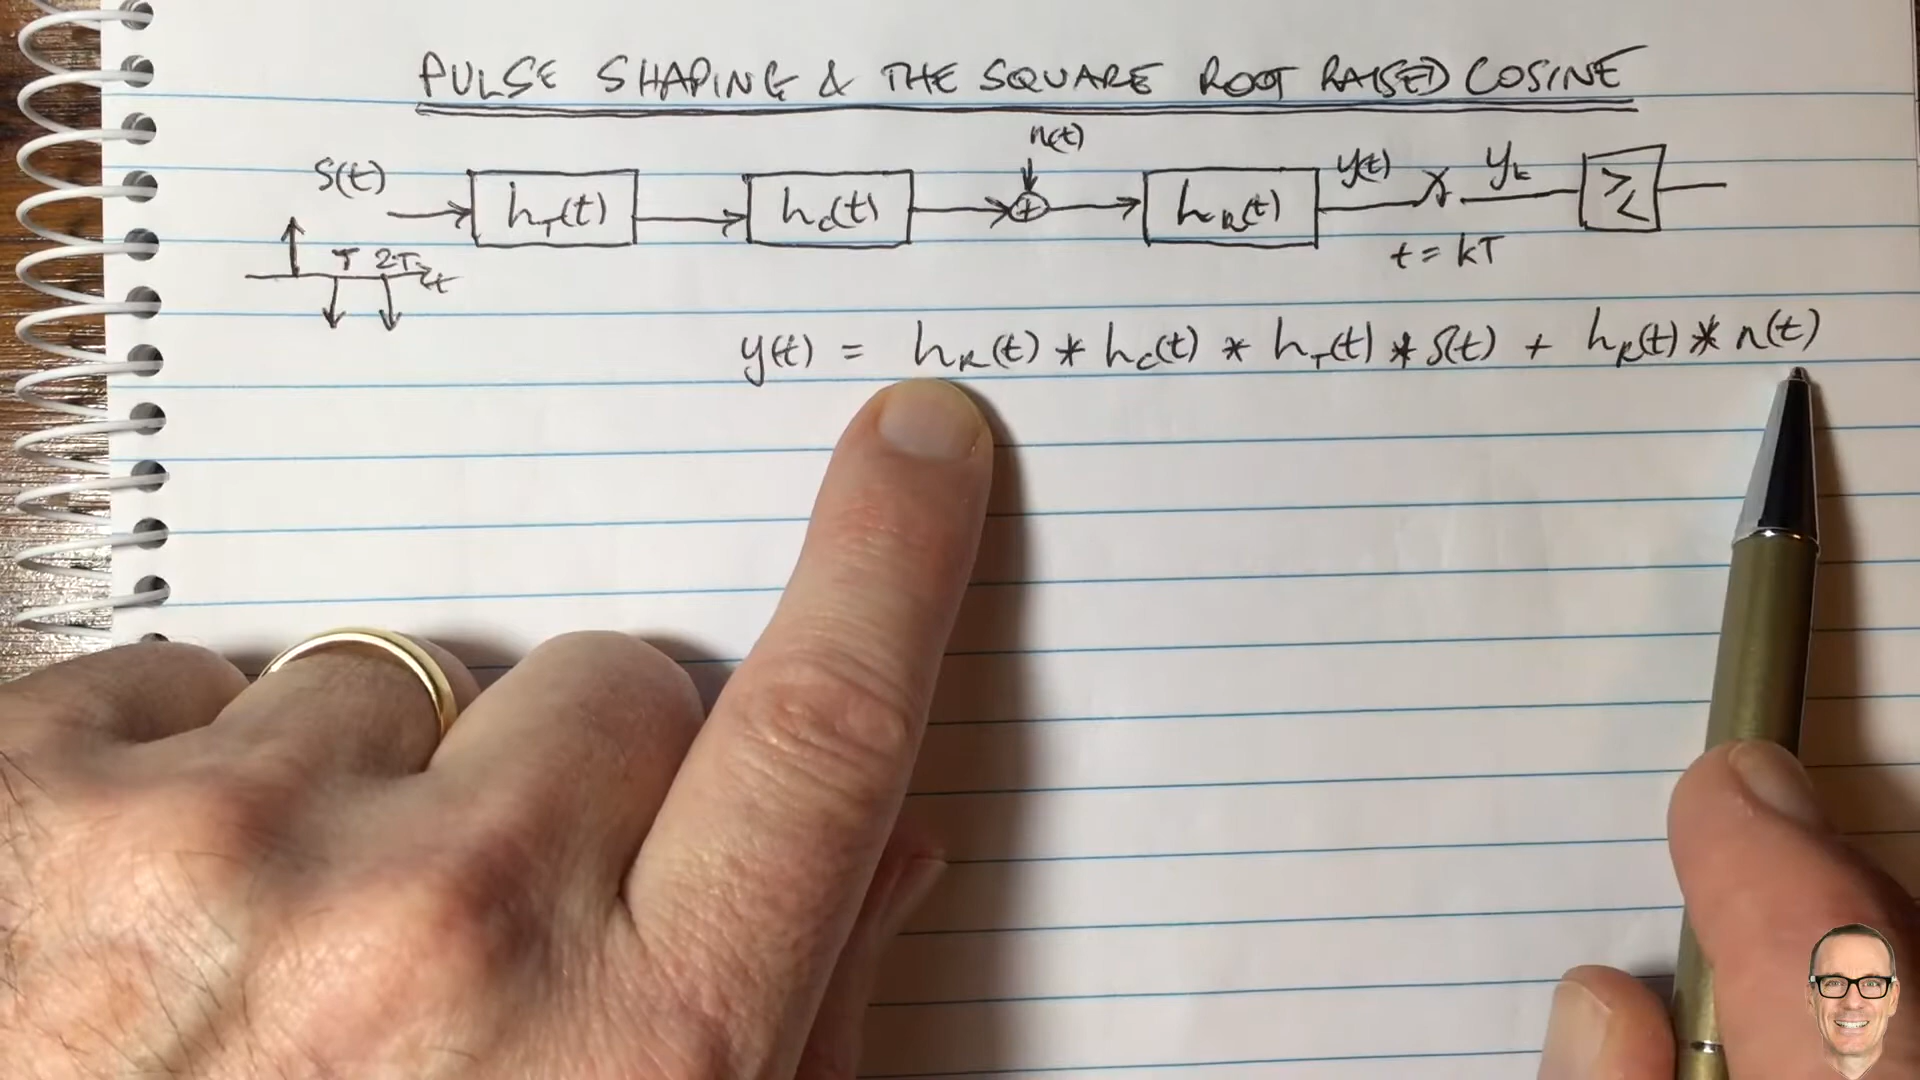 PULSE SHAPING & THE SQUARE ROOT RAISED COSINE
n(t)
S(t) h_T(t) h_c(t) + h_R(t) y(t) y_k ><
T 2T t
t = kT
y(t) = h_R(t) * h_c(t) * h_T(t) * S(t) + h_R(t) * n(t)